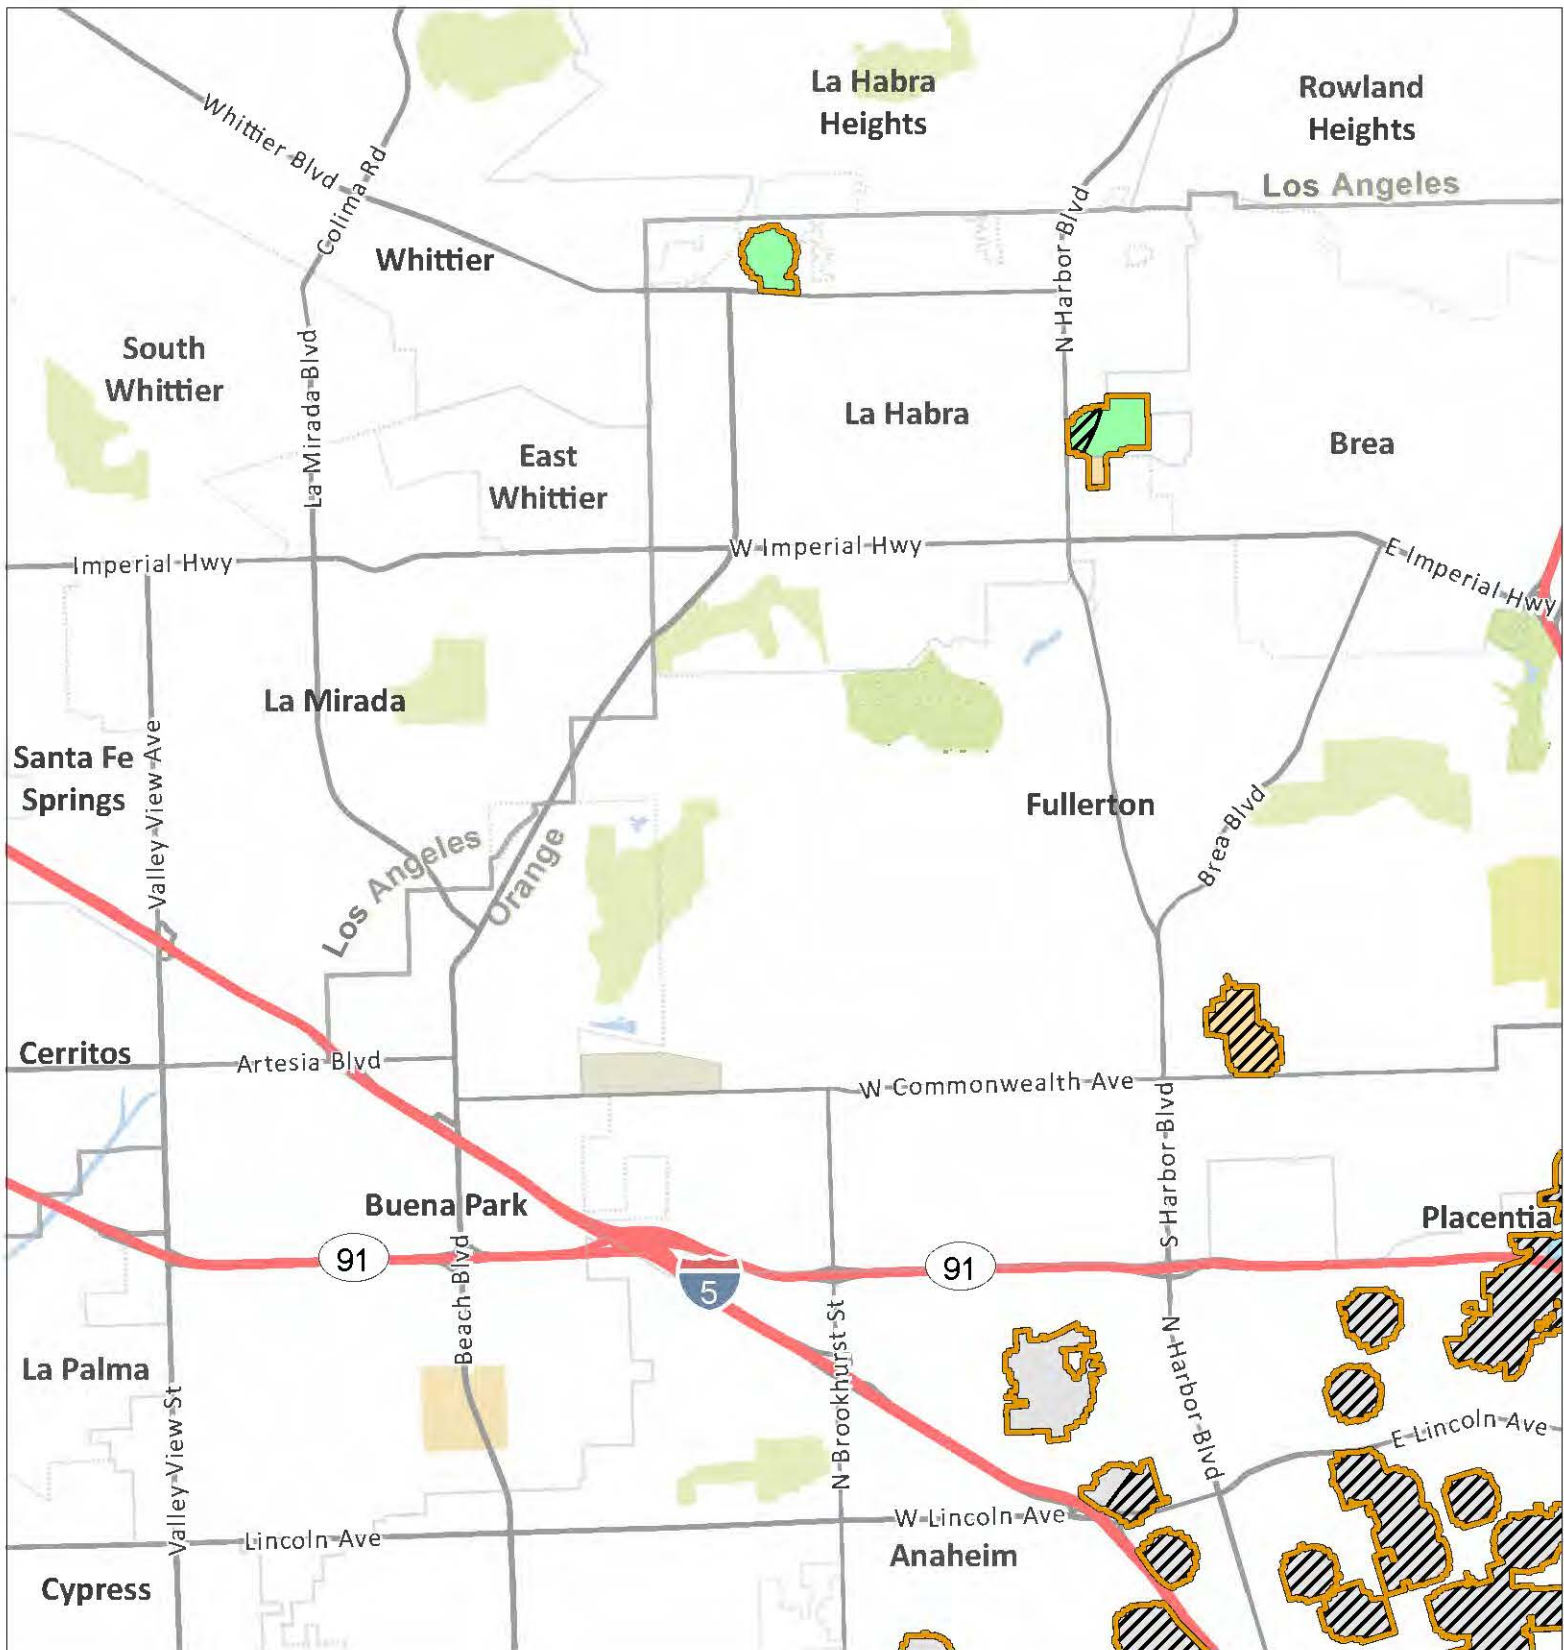 La Habra
Heights
Rowland
Heights
Los Angeles
Whittier Blvd
Colima Rd
Whittier
N Harbor Blvd
South
Whittier
La Mirada Blvd
La Habra
Brea
East
Whittier
Imperial Hwy
W Imperial Hwy
E Imperial Hwy
La Mirada
Santa Fe
Springs
Valley View Ave
Fullerton
Brea Blvd
Los Angeles
Orange
Cerritos
Artesia Blvd
W Commonwealth Ave
S Harbor Blvd
Buena Park
Placentia
91
5
91
Beach Blvd
N Brookhurst St
N Harbor Blvd
La Palma
Valley View St
E Lincoln Ave
Lincoln Ave
W Lincoln Ave
Anaheim
Cypress